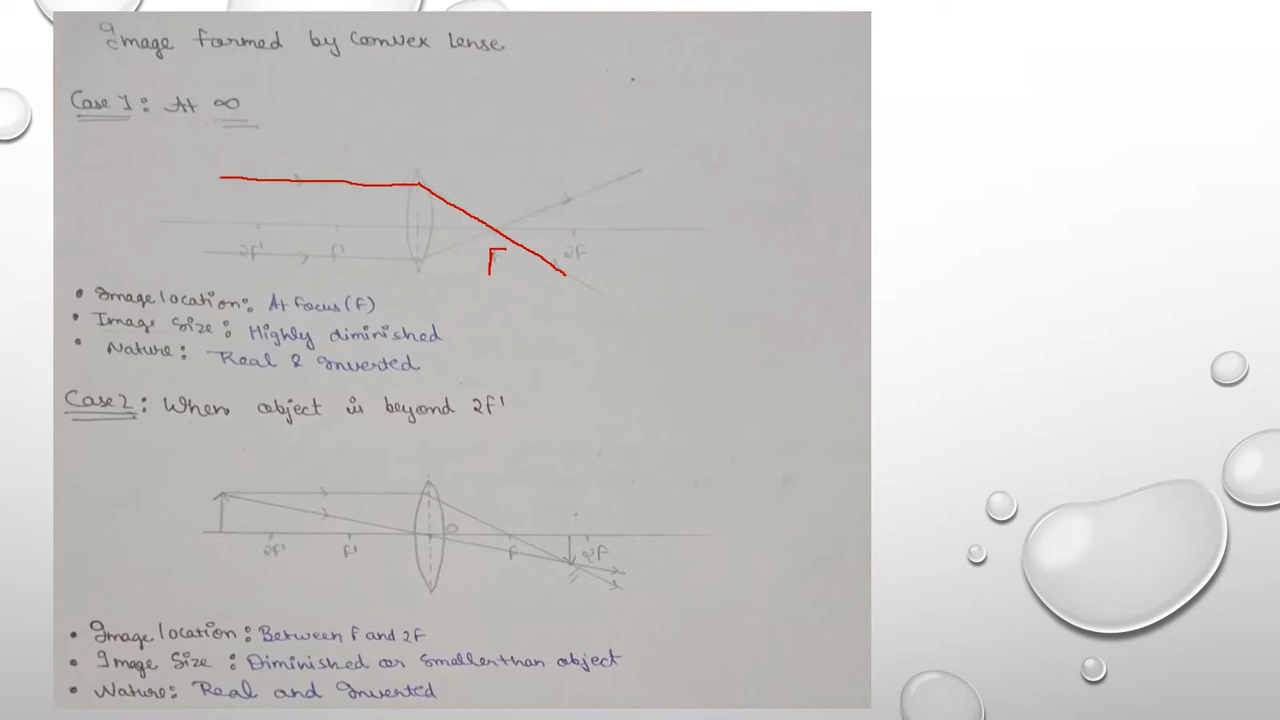 Image formed by Convex Lense
Case 1: At ∞
2F' F' F 2F
• Image location: At Focus (F)
• Image Size: Highly diminished
• Nature: Real & Inverted
Case 2: When object is beyond 2F'
2F' F' O F 2F
• Image location: Between F and 2F
• Image Size: Diminished or smaller than object
• Nature: Real and Inverted